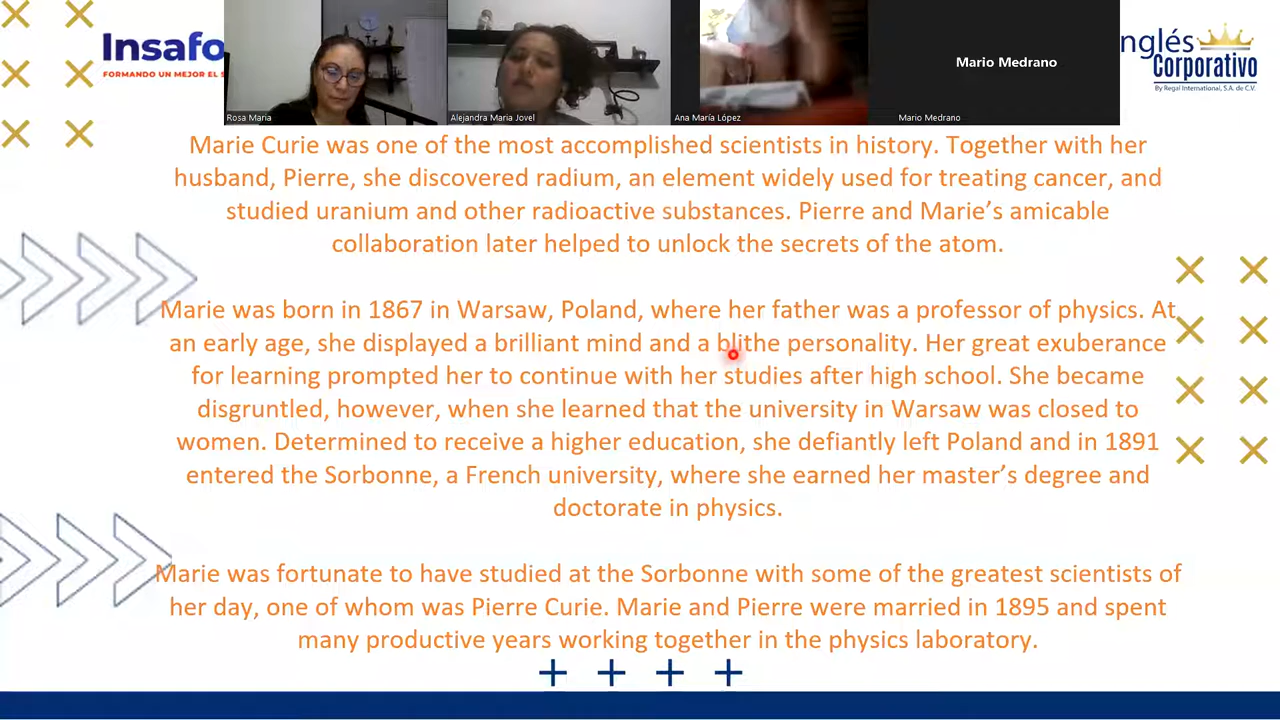 Insafo
FORMANDO UN MEJOR EL S
Rosa Maria
Alejandra Maria Jovel
Ana María López
Mario Medrano
Mario Medrano
nglés
Corporativo
By Regal International, S.A. de C.V.
Marie Curie was one of the most accomplished scientists in history. Together with her
husband, Pierre, she discovered radium, an element widely used for treating cancer, and
studied uranium and other radioactive substances. Pierre and Marie’s amicable
collaboration later helped to unlock the secrets of the atom.
Marie was born in 1867 in Warsaw, Poland, where her father was a professor of physics. At
an early age, she displayed a brilliant mind and a blithe personality. Her great exuberance
for learning prompted her to continue with her studies after high school. She became
disgruntled, however, when she learned that the university in Warsaw was closed to
women. Determined to receive a higher education, she defiantly left Poland and in 1891
entered the Sorbonne, a French university, where she earned her master’s degree and
doctorate in physics.
Marie was fortunate to have studied at the Sorbonne with some of the greatest scientists of
her day, one of whom was Pierre Curie. Marie and Pierre were married in 1895 and spent
many productive years working together in the physics laboratory.